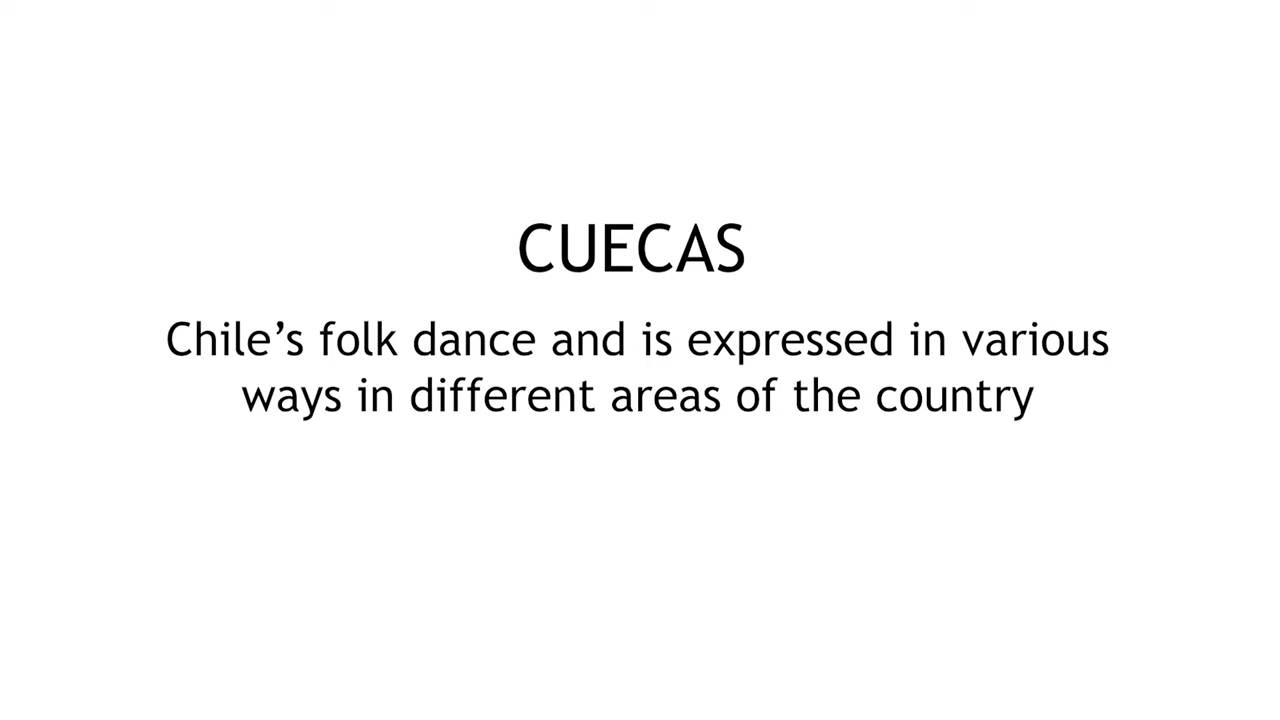 CUECAS
Chile’s folk dance and is expressed in various
ways in different areas of the country